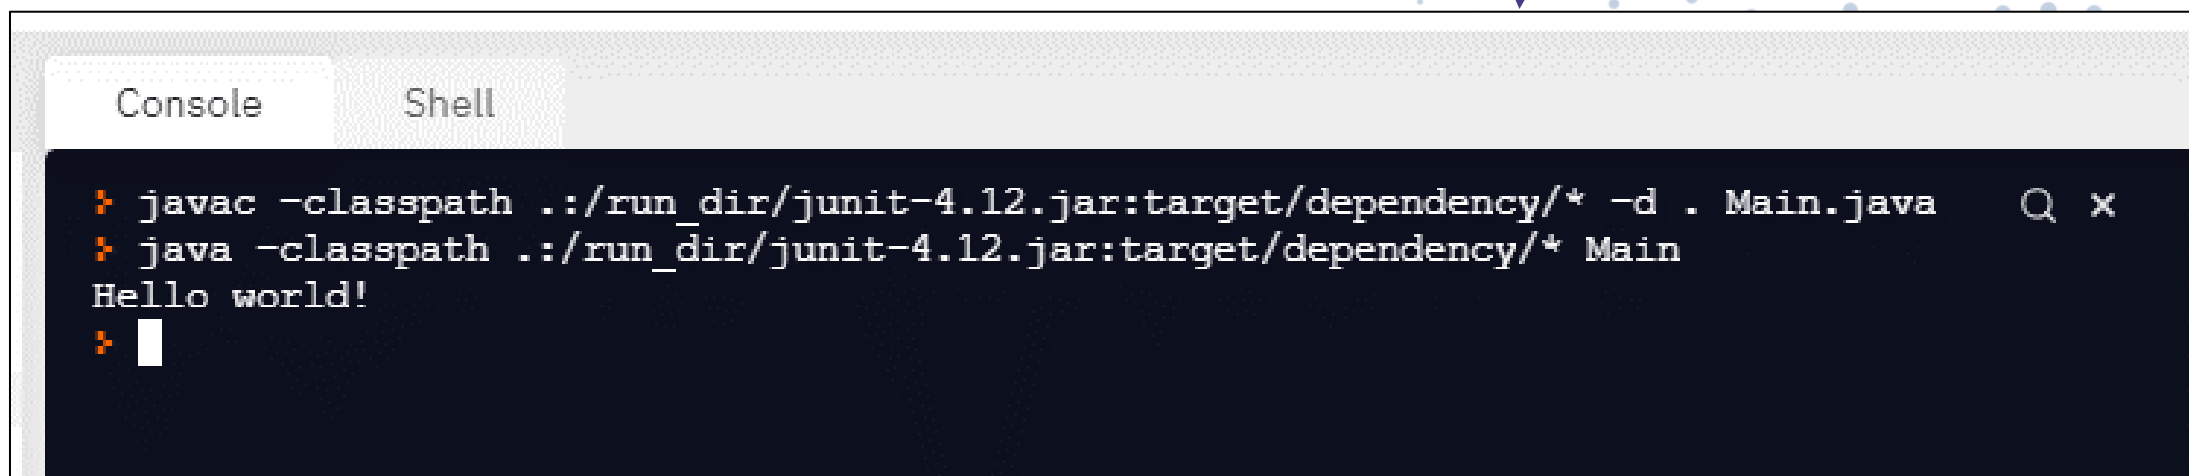 Console Shell
javac -classpath .:/run_dir/junit-4.12.jar:target/dependency/* -d . Main.java
java -classpath .:/run_dir/junit-4.12.jar:target/dependency/* Main
Hello world!